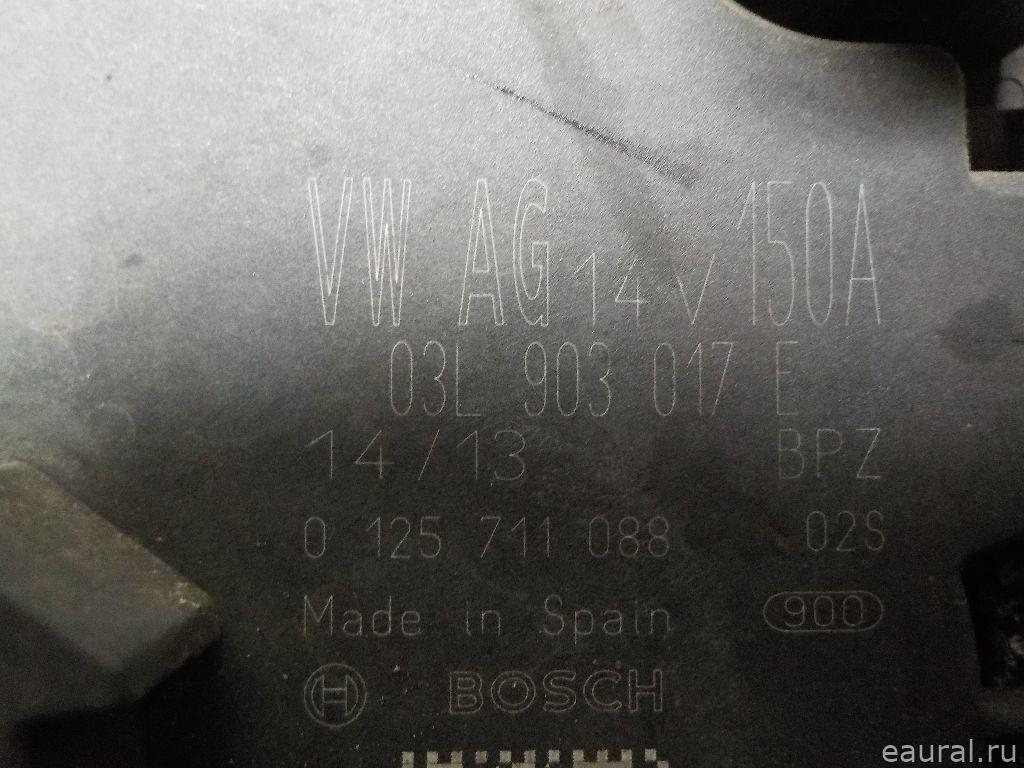 VW AG 14V 150A
03L 903 017 E
14/13 BPZ
0 125 711 088 02S
Made in Spain 900
BOSCH
eaural.ru